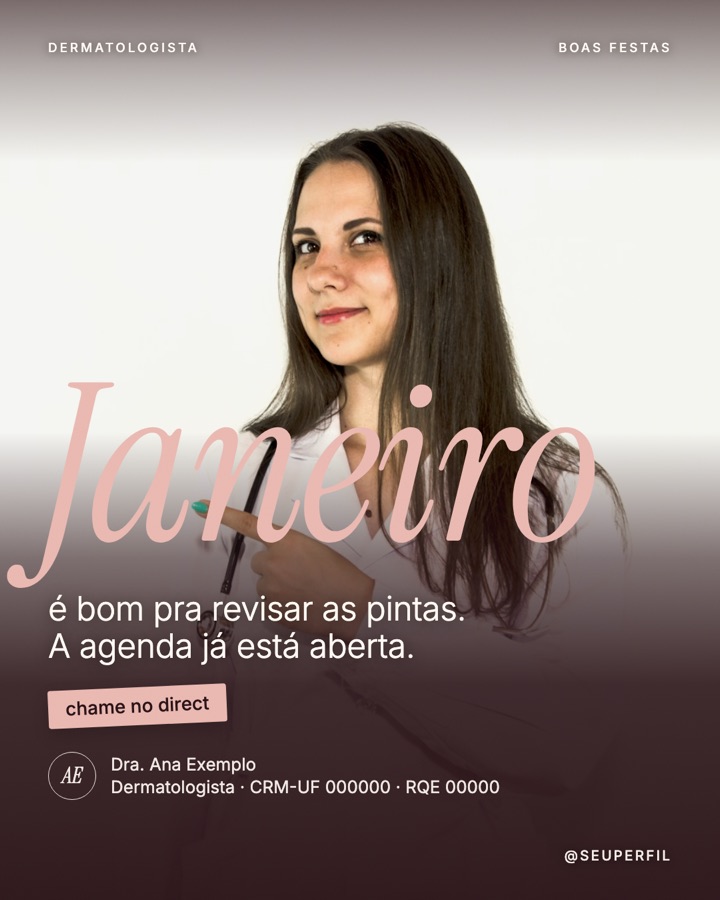 DERMATOLOGISTA
BOAS FESTAS
Janeiro
é bom pra revisar as pintas.
A agenda já está aberta.
chame no direct
AE
Dra. Ana Exemplo
Dermatologista · CRM-UF 000000 · RQE 00000
@SEUPERFIL